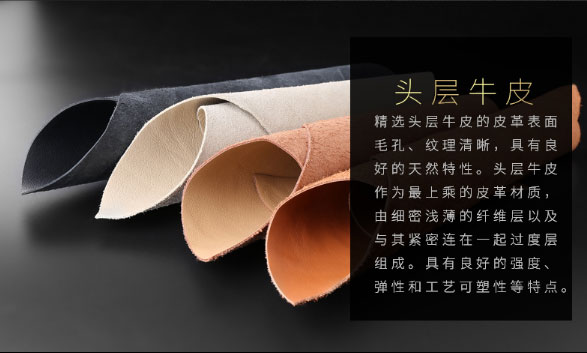 头层牛皮
精选头层牛皮的皮革表面
毛孔、纹理清晰，具有良
好的天然特性。头层牛皮
作为最上乘的皮革材质，
由细密浅薄的纤维层以及
与其紧密连在一起过度层
组成。具有良好的强度、
弹性和工艺可塑性等特点。